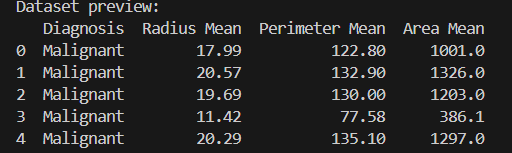 Dataset preview:
Diagnosis Radius Mean Perimeter Mean Area Mean
0 Malignant 17.99 122.80 1001.0
1 Malignant 20.57 132.90 1326.0
2 Malignant 19.69 130.00 1203.0
3 Malignant 11.42 77.58 386.1
4 Malignant 20.29 135.10 1297.0